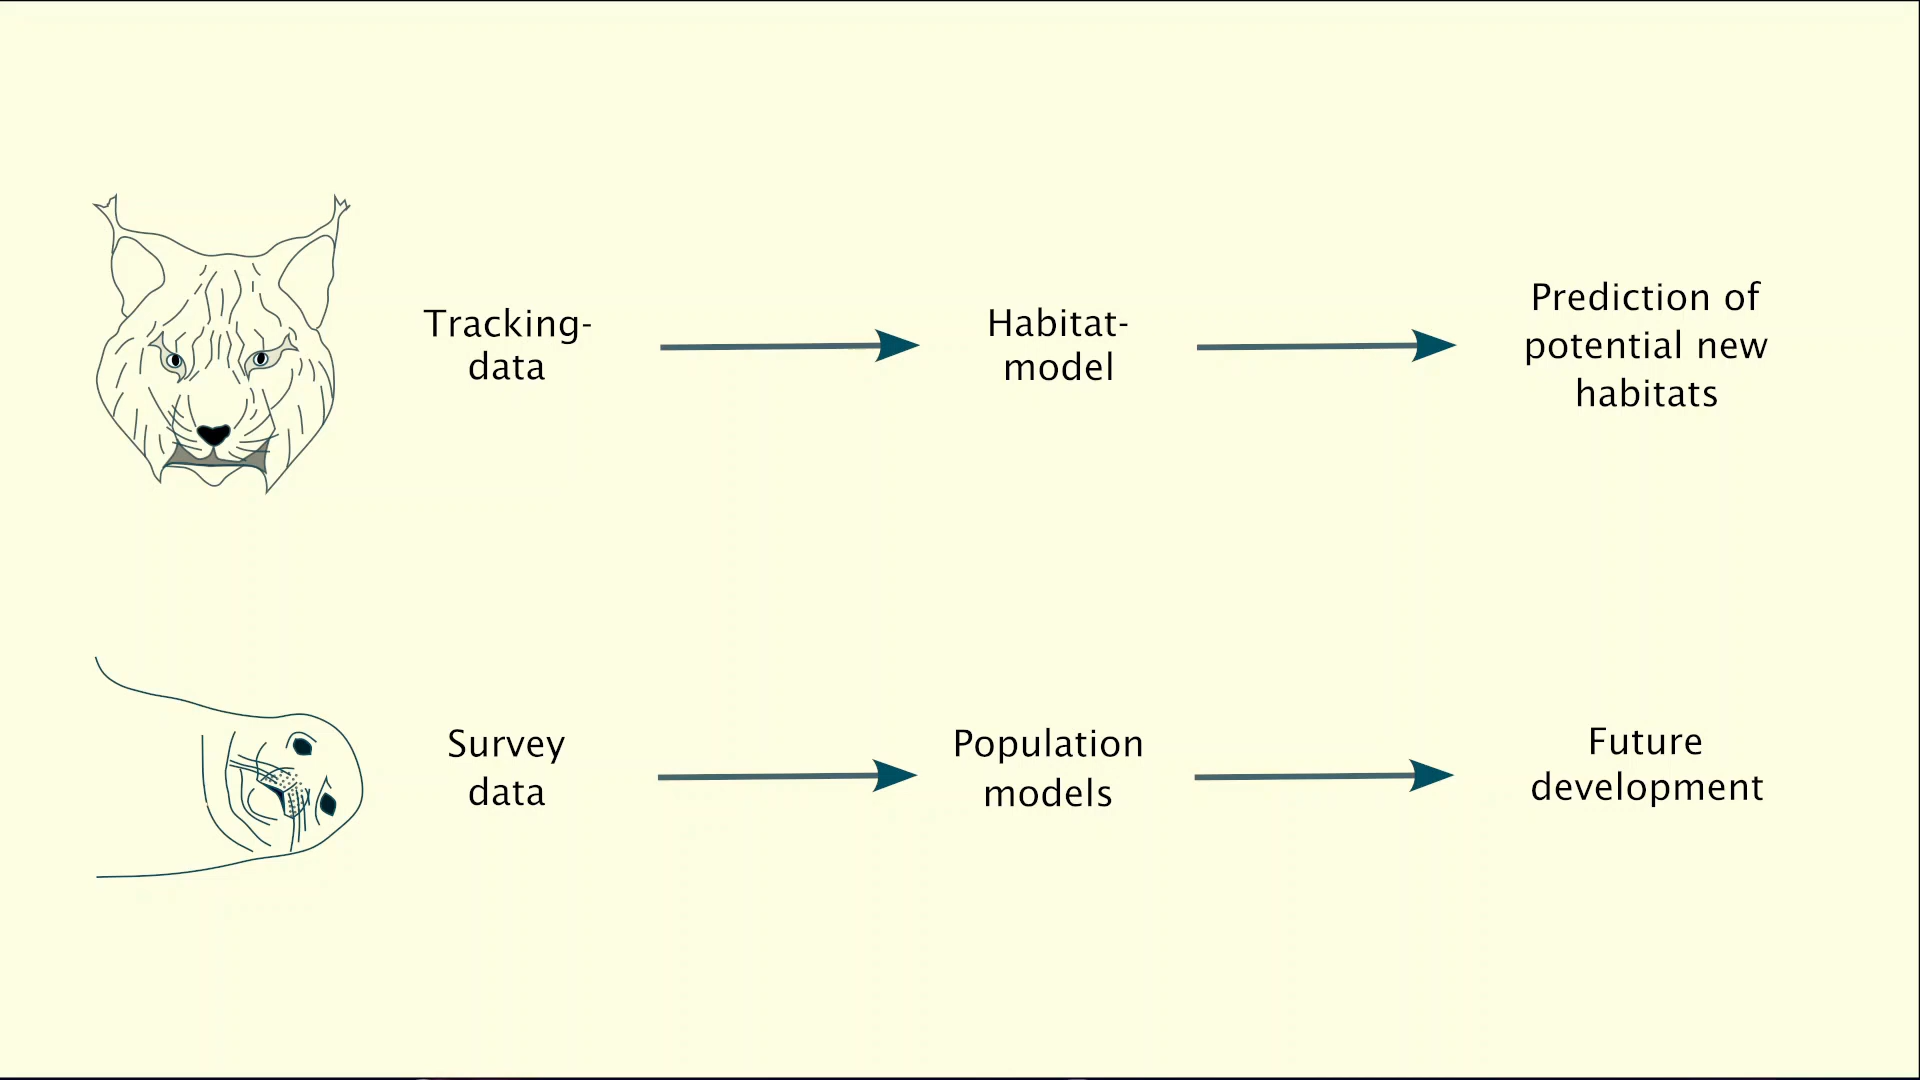 Tracking-
data
Habitat-
model
Prediction of
potential new
habitats
Survey
data
Population
models
Future
development